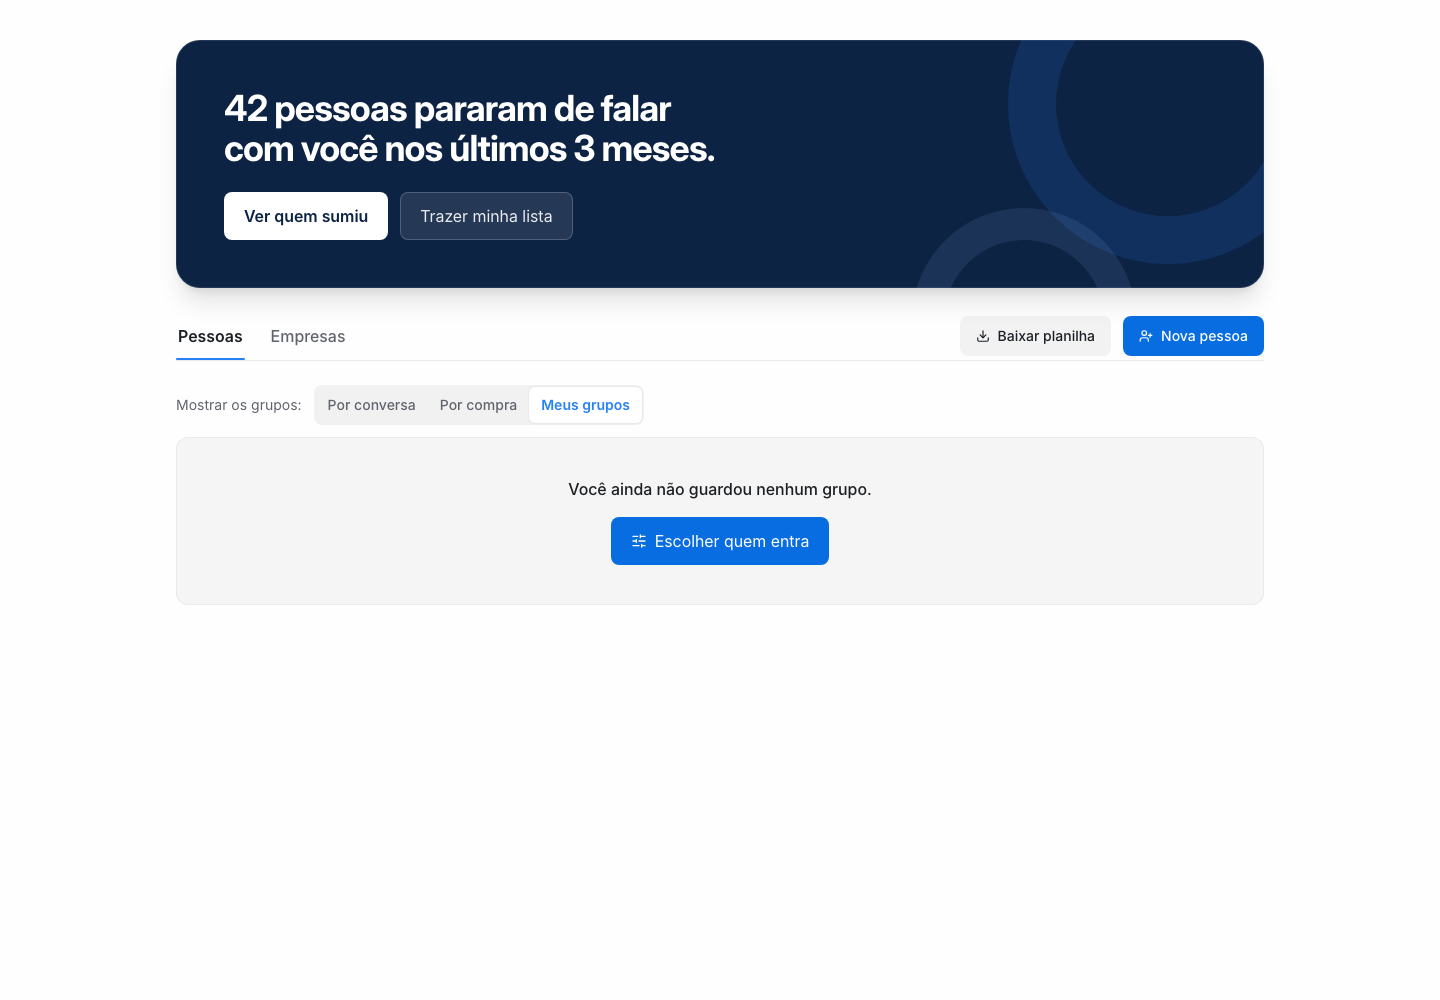 42 pessoas pararam de falar
com você nos últimos 3 meses.
Ver quem sumiu
Trazer minha lista
Pessoas
Empresas
Baixar planilha
Nova pessoa
Mostrar os grupos:
Por conversa
Por compra
Meus grupos
Você ainda não guardou nenhum grupo.
Escolher quem entra